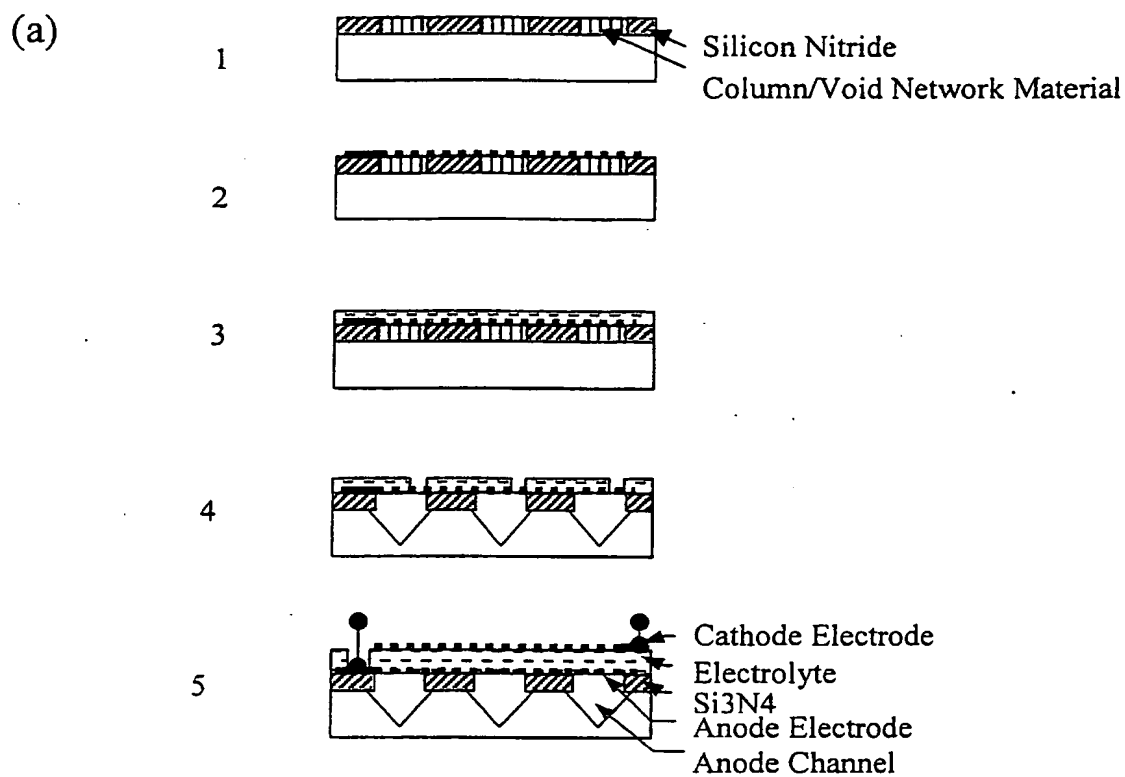 (a)
1
Silicon Nitride
Column/Void Network Material
2
3
4
5
Cathode Electrode
Electrolyte
Si3N4
Anode Electrode
Anode Channel